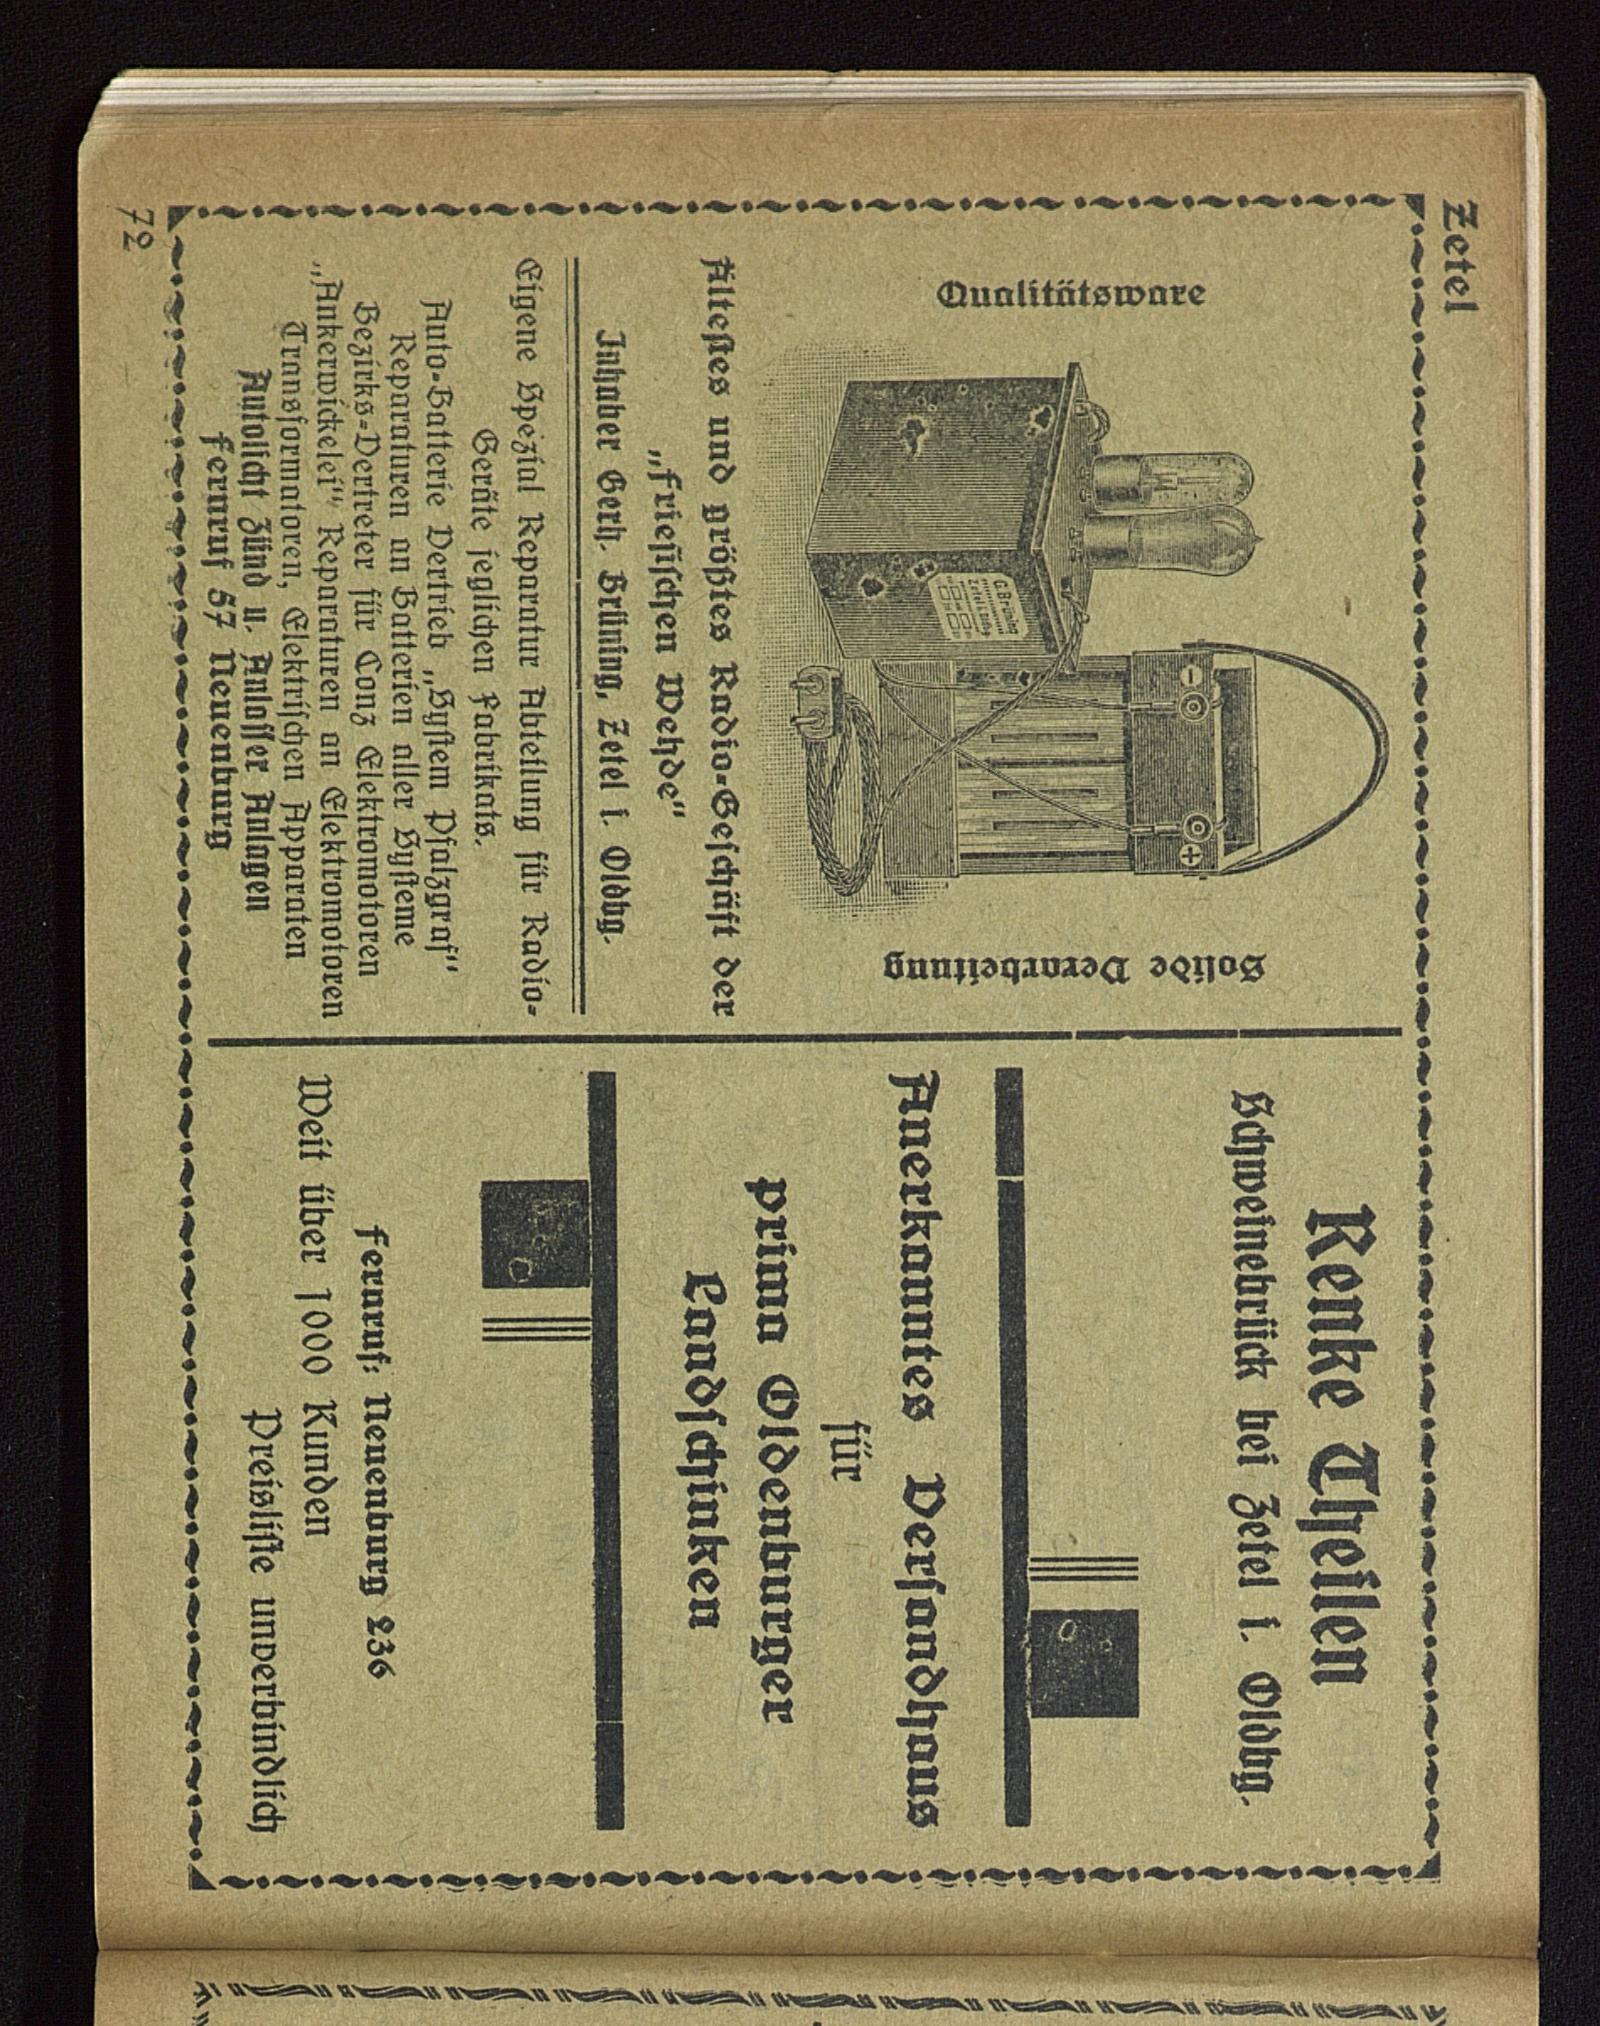 Zetel
Qualitätsware
Solide Verarbeitung
G. Brüning
Zetel i. Oldbg
Ältestes und größtes Radio-Geschäft der
„friesischen Wehde“
Inhaber Gerh. Brüning, Zetel i. Oldbg.
Eigene Spezial Reparatur Abteilung für Radio-
Geräte jeglichen Fabrikats.
Auto-Batterie Vertrieb „System Pfalzgraf“
Reparaturen an Batterien aller Systeme
Bezirks-Vertreter für Conz Elektromotoren
„Ankerwickelei“ Reparaturen an Elektromotoren
Transformatoren, Elektrischen Apparaten
Autolicht Zünd u. Anlasser Anlagen
Fernruf 57 Neuenburg
Renke Theilen
Schweinebrück bei Zetel i. Oldbg.
Anerkanntes Versandhaus
für
prima Oldenburger
Landschinken
Fernruf: Neuenburg 236
Weit über 1000 Kunden
Preisliste unverbindlich
72